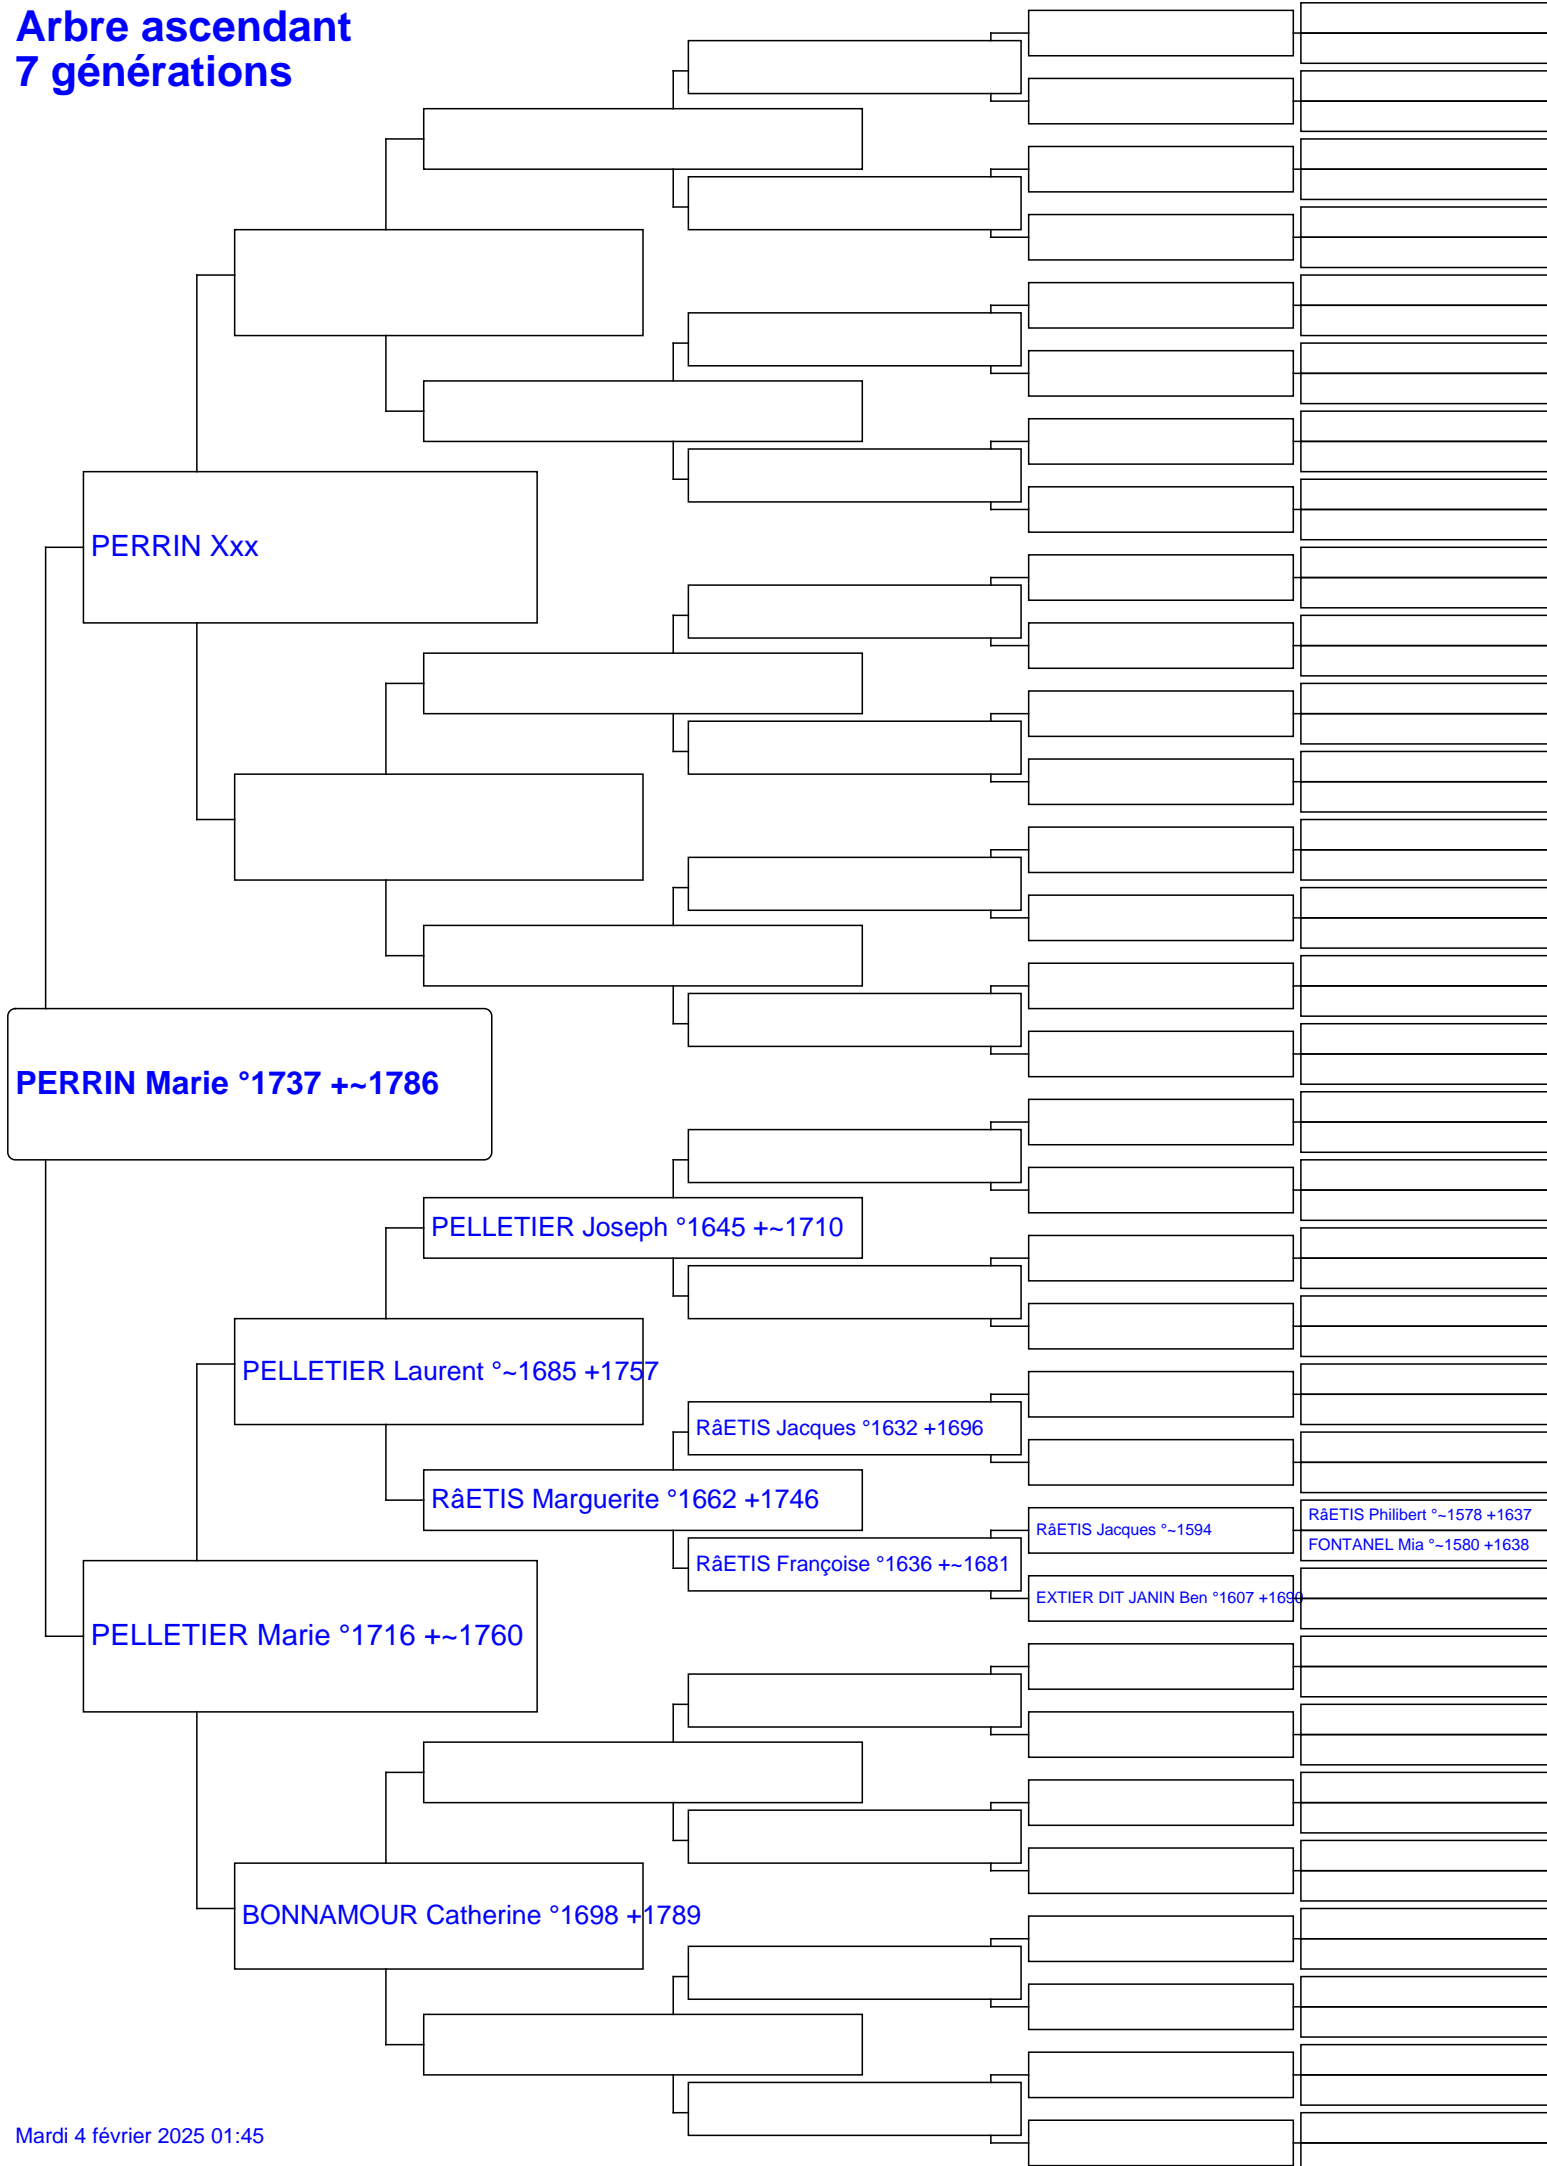 Arbre ascendant
7 générations
PERRIN Xxx
PERRIN Marie °1737 +~1786
PELLETIER Joseph °1645 +~1710
PELLETIER Laurent °~1685 +1757
RâETIS Jacques °1632 +1696
RâETIS Marguerite °1662 +1746
RâETIS Philibert °~1578 +1637
RâETIS Jacques °~1594
FONTANEL Mia °~1580 +1638
RâETIS Françoise °1636 +~1681
EXTIER DIT JANIN Ben °1607 +1690
PELLETIER Marie °1716 +~1760
BONNAMOUR Catherine °1698 +1789
Mardi 4 février 2025 01:45